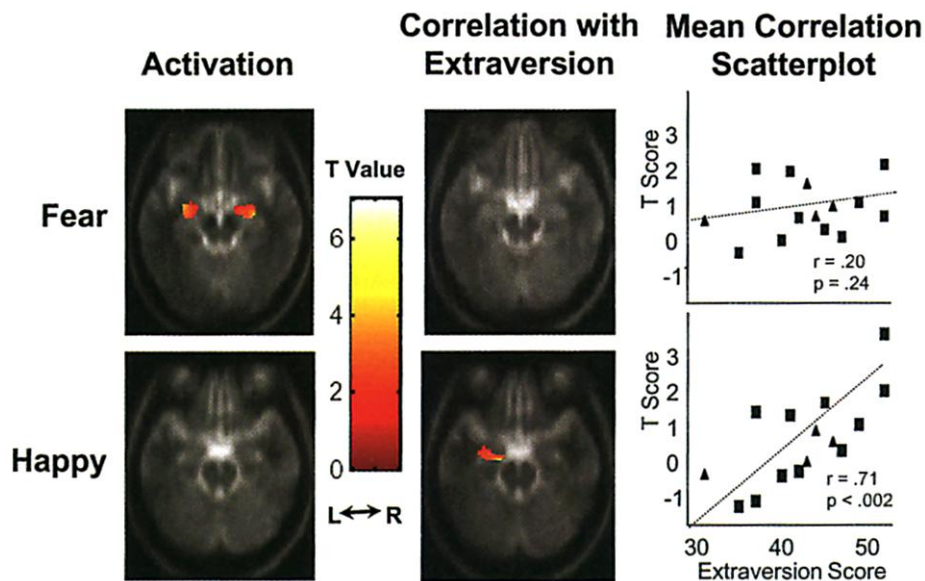 Activation
Correlation with
Extraversion
Mean Correlation
Scatterplot
Fear
T Value
6
4
2
0
L↔R
T Score
3
2
1
0
-1
r = .20
p = .24
Happy
T Score
3
2
1
0
-1
r = .71
p < .002
30 40 50
Extraversion Score